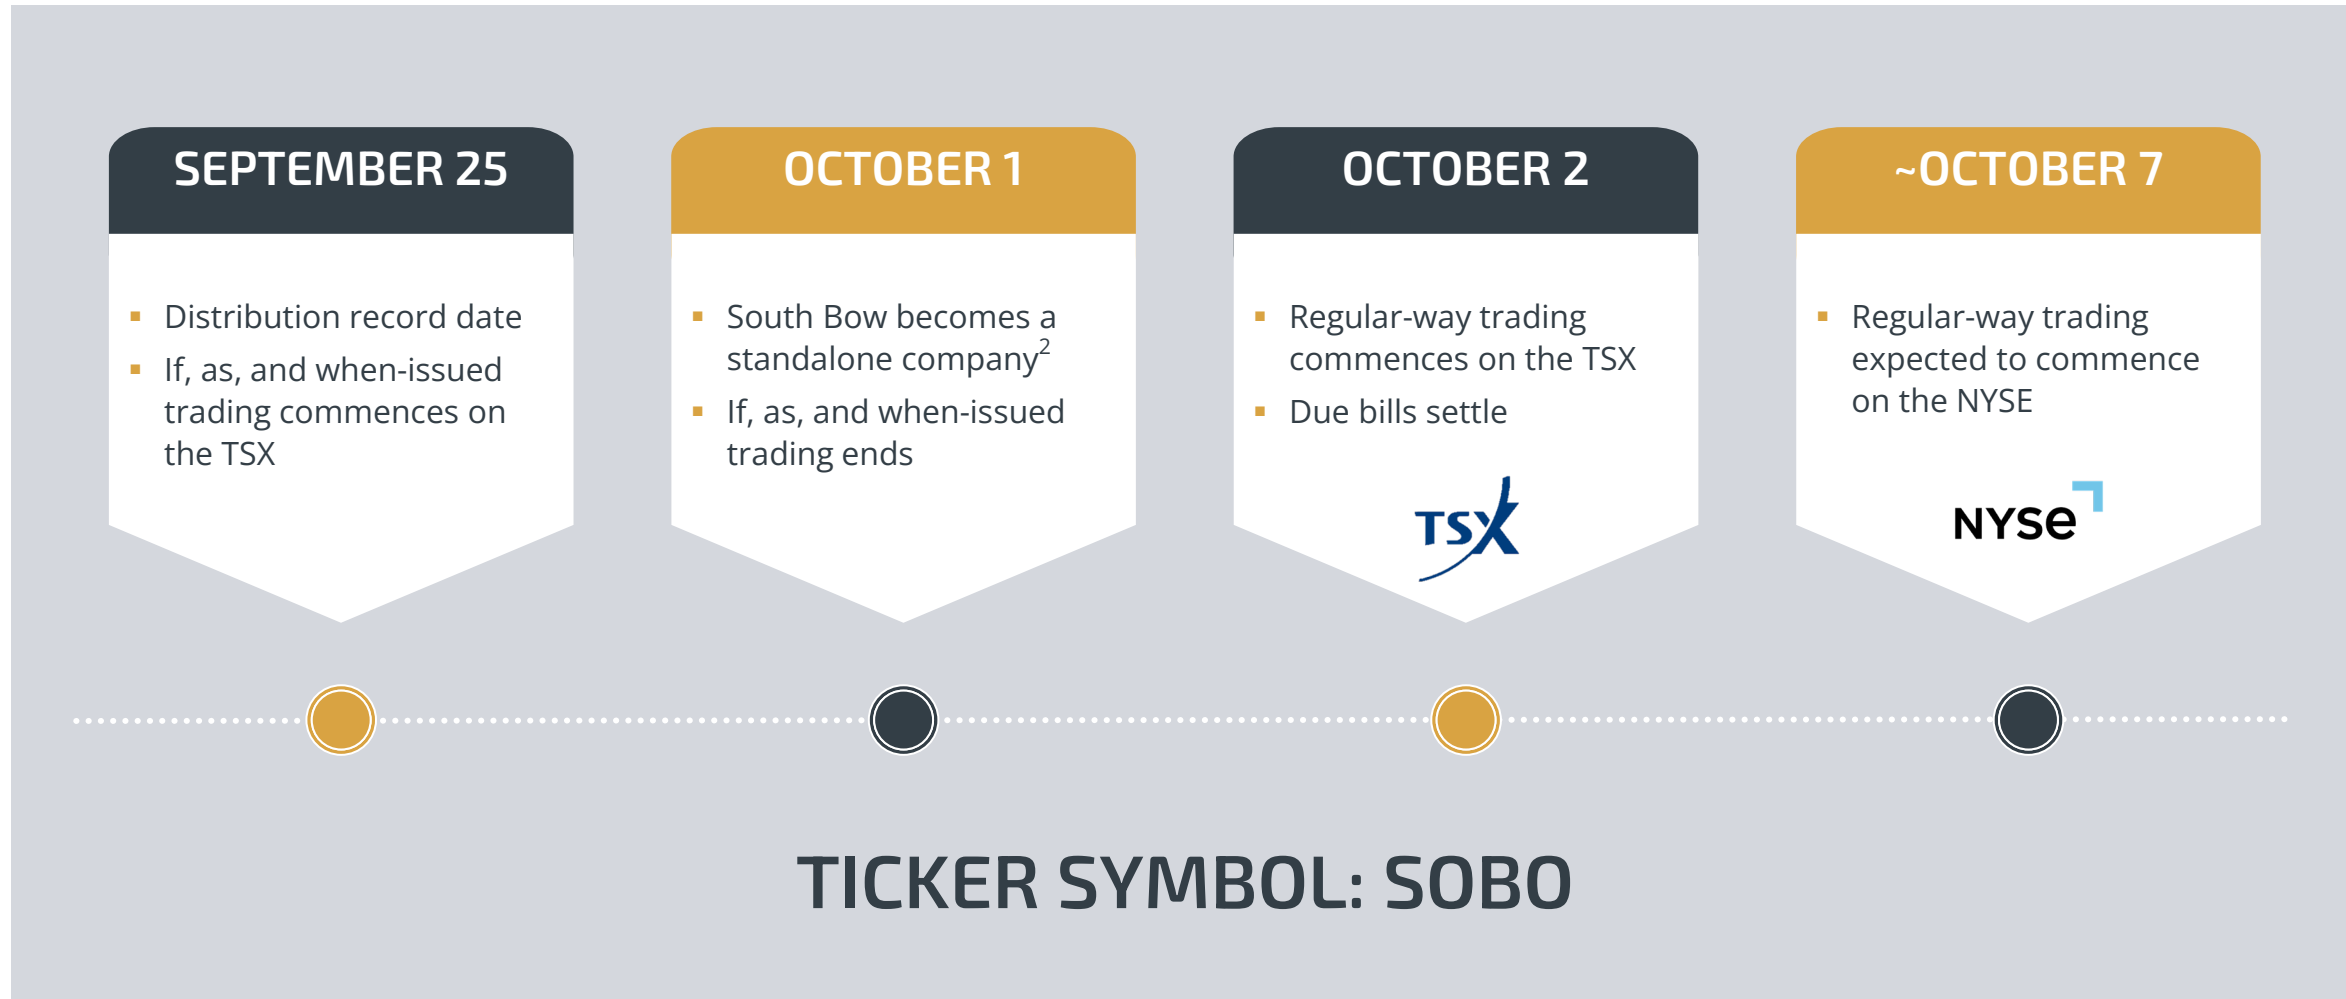 SEPTEMBER 25
▪ Distribution record date
▪ If, as, and when-issued
trading commences on
the TSX
OCTOBER 1
▪ South Bow becomes a
standalone company²
▪ If, as, and when-issued
trading ends
OCTOBER 2
▪ Regular-way trading
commences on the TSX
▪ Due bills settle
TSX
~OCTOBER 7
▪ Regular-way trading
expected to commence
on the NYSE
NYSe
TICKER SYMBOL: SOBO